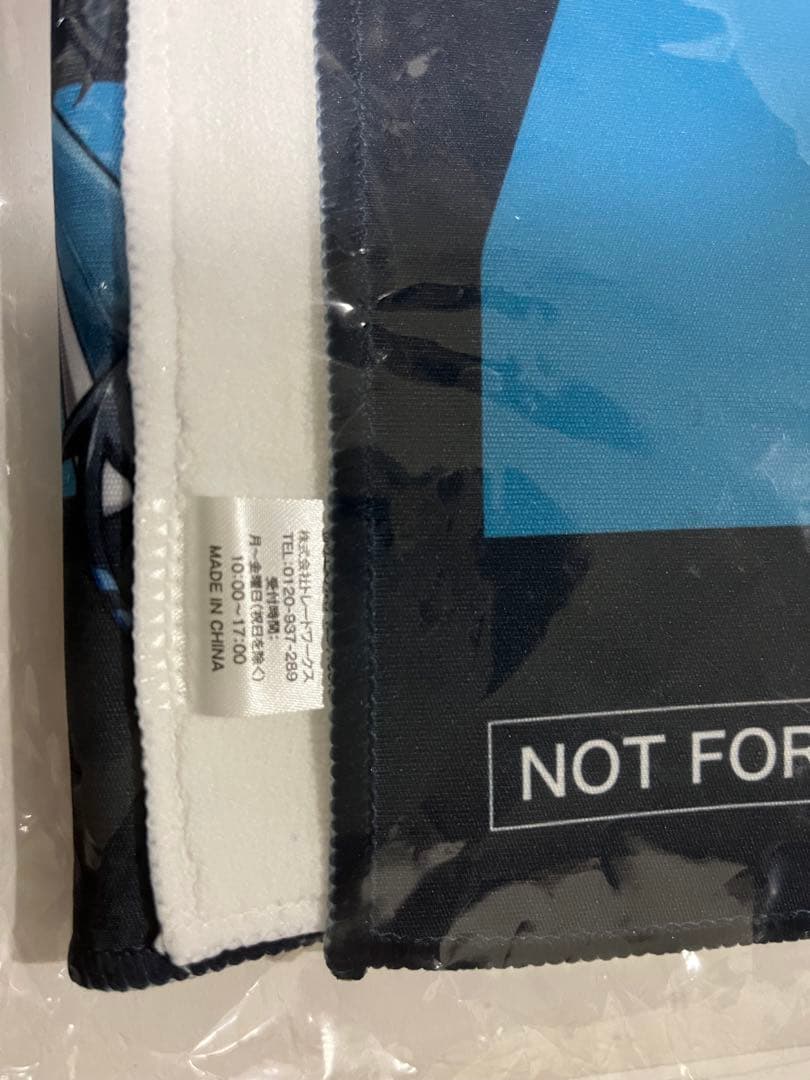 株式会社トレードワークス
TEL:0120-937-289
受付時間:
月～金曜日(祝日を除く)
10:00～17:00
MADE IN CHINA
NOT FOR